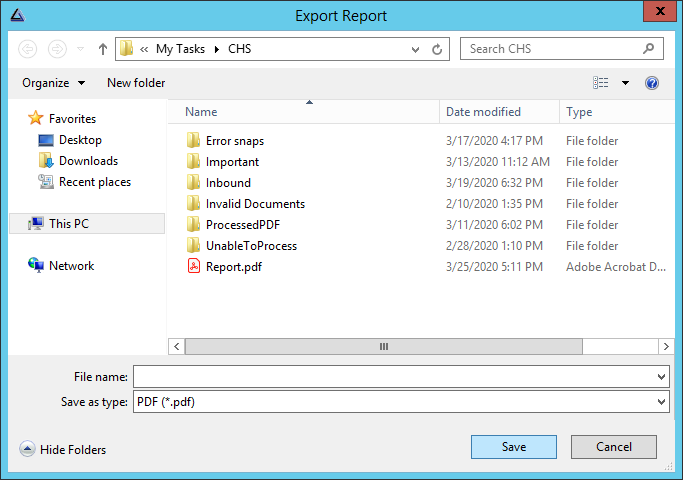 Export Report
« My Tasks CHS
Search CHS
Organize New folder
Name Date modified Type
Favorites
Desktop
Downloads
Recent places
This PC
Network
Error snaps 3/17/2020 4:17 PM File folder
Important 3/13/2020 11:12 AM File folder
Inbound 3/19/2020 6:32 PM File folder
Invalid Documents 2/10/2020 1:35 PM File folder
ProcessedPDF 3/11/2020 6:02 PM File folder
UnableToProcess 2/28/2020 1:10 PM File folder
Report.pdf 3/25/2020 5:11 PM Adobe Acrobat D...
File name:
Save as type: PDF (*.pdf)
Hide Folders Save Cancel